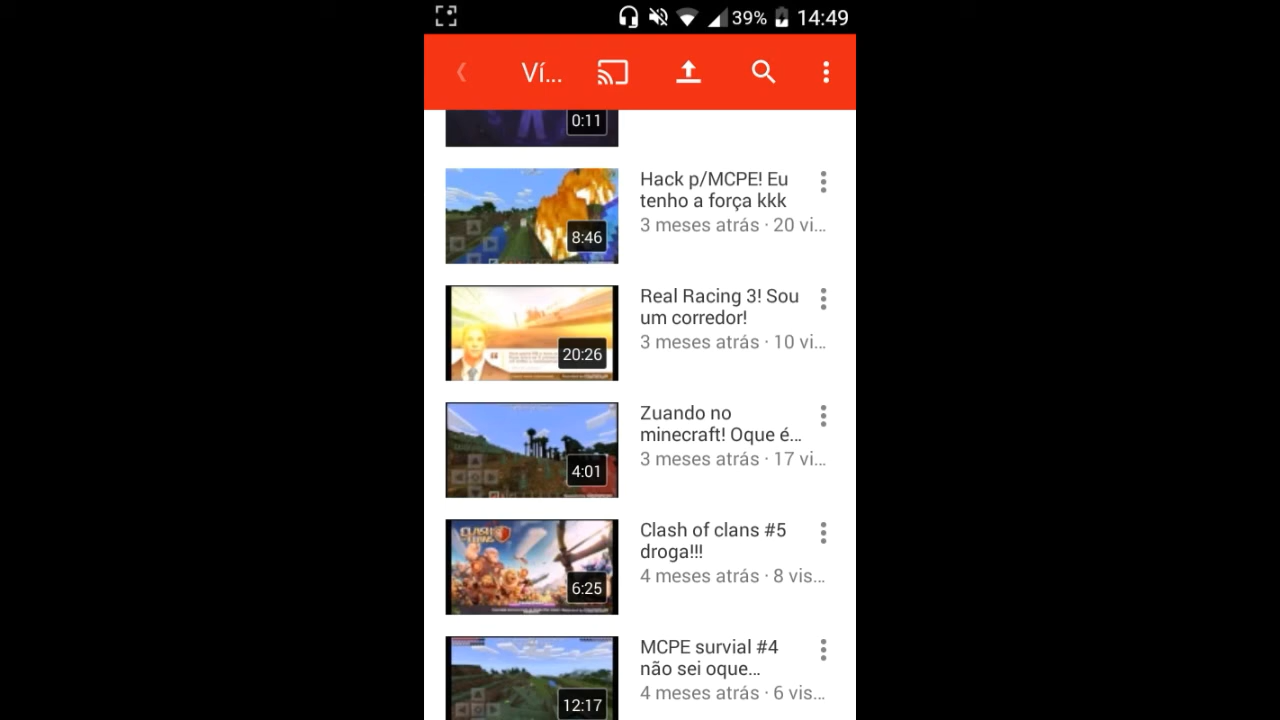 39% 14:49
Ví...
0:11
Hack p/MCPE! Eu
tenho a força kkk
3 meses atrás · 20 vi...
8:46
Real Racing 3! Sou
um corredor!
3 meses atrás · 10 vi...
20:26
Zuando no
minecraft! Oque é...
3 meses atrás · 17 vi...
4:01
Clash of clans #5
droga!!!
4 meses atrás · 8 vis...
CLASH
6:25
MCPE survial #4
não sei oque...
4 meses atrás · 6 vis...
12:17